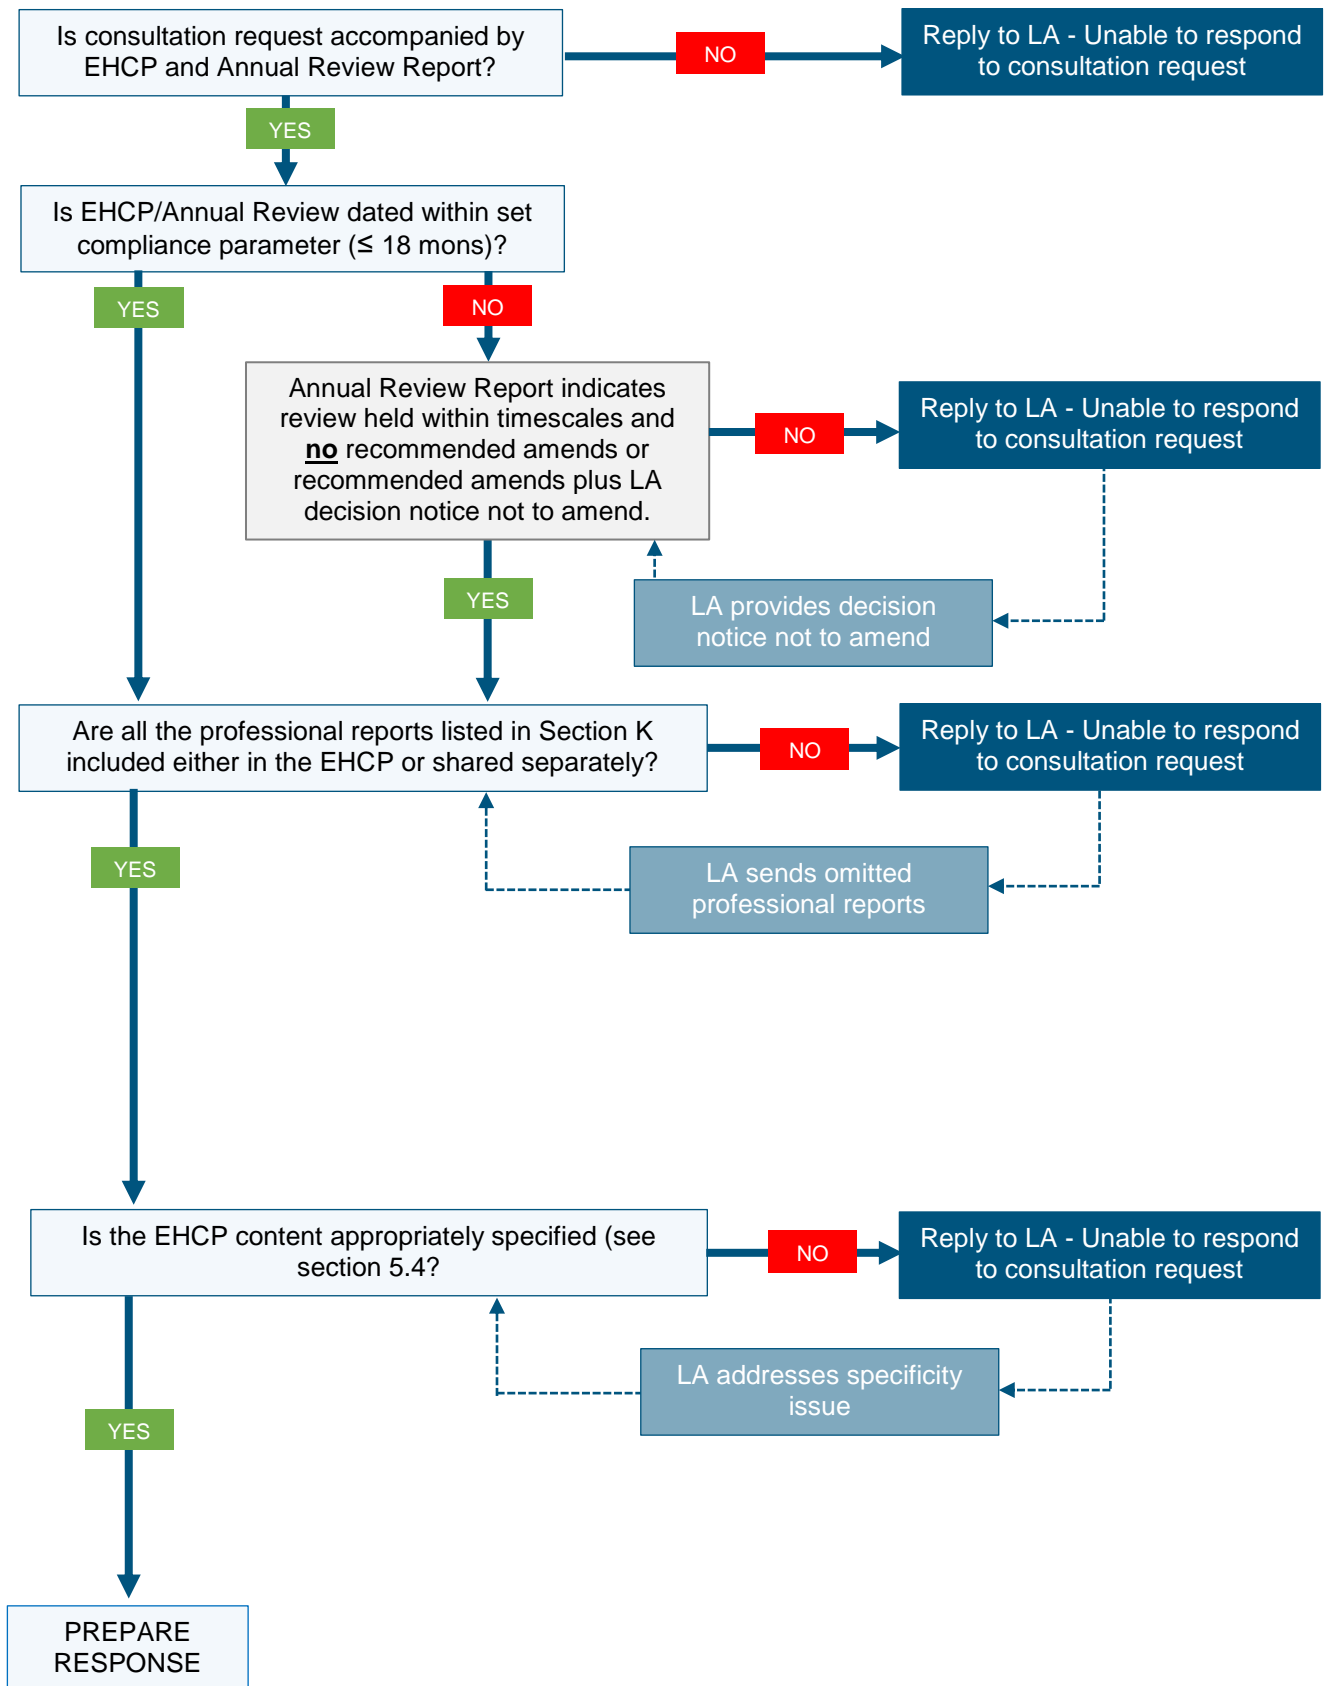 Is consultation request accompanied by
EHCP and Annual Review Report?
NO
Reply to LA - Unable to respond
to consultation request
YES
Is EHCP/Annual Review dated within set
compliance parameter (≤ 18 mons)?
YES
NO
Annual Review Report indicates
review held within timescales and
no recommended amends or
recommended amends plus LA
decision notice not to amend.
NO
Reply to LA - Unable to respond
to consultation request
YES
LA provides decision
notice not to amend
Are all the professional reports listed in Section K
included either in the EHCP or shared separately?
NO
Reply to LA - Unable to respond
to consultation request
YES
LA sends omitted
professional reports
Is the EHCP content appropriately specified (see
section 5.4?
NO
Reply to LA - Unable to respond
to consultation request
LA addresses specificity
issue
YES
PREPARE
RESPONSE